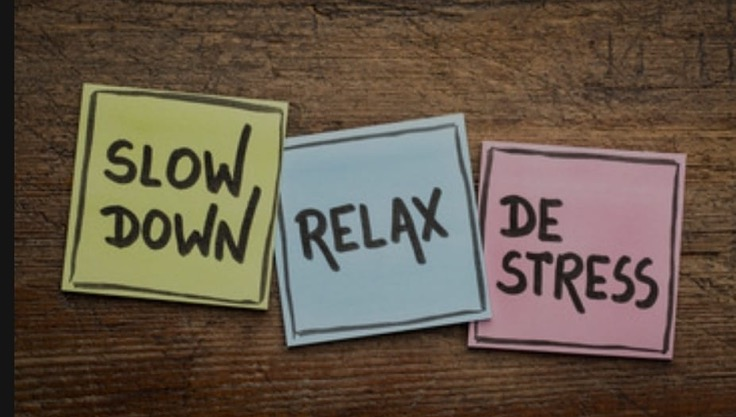 SLOW
DOWN
RELAX
DE
STRESS